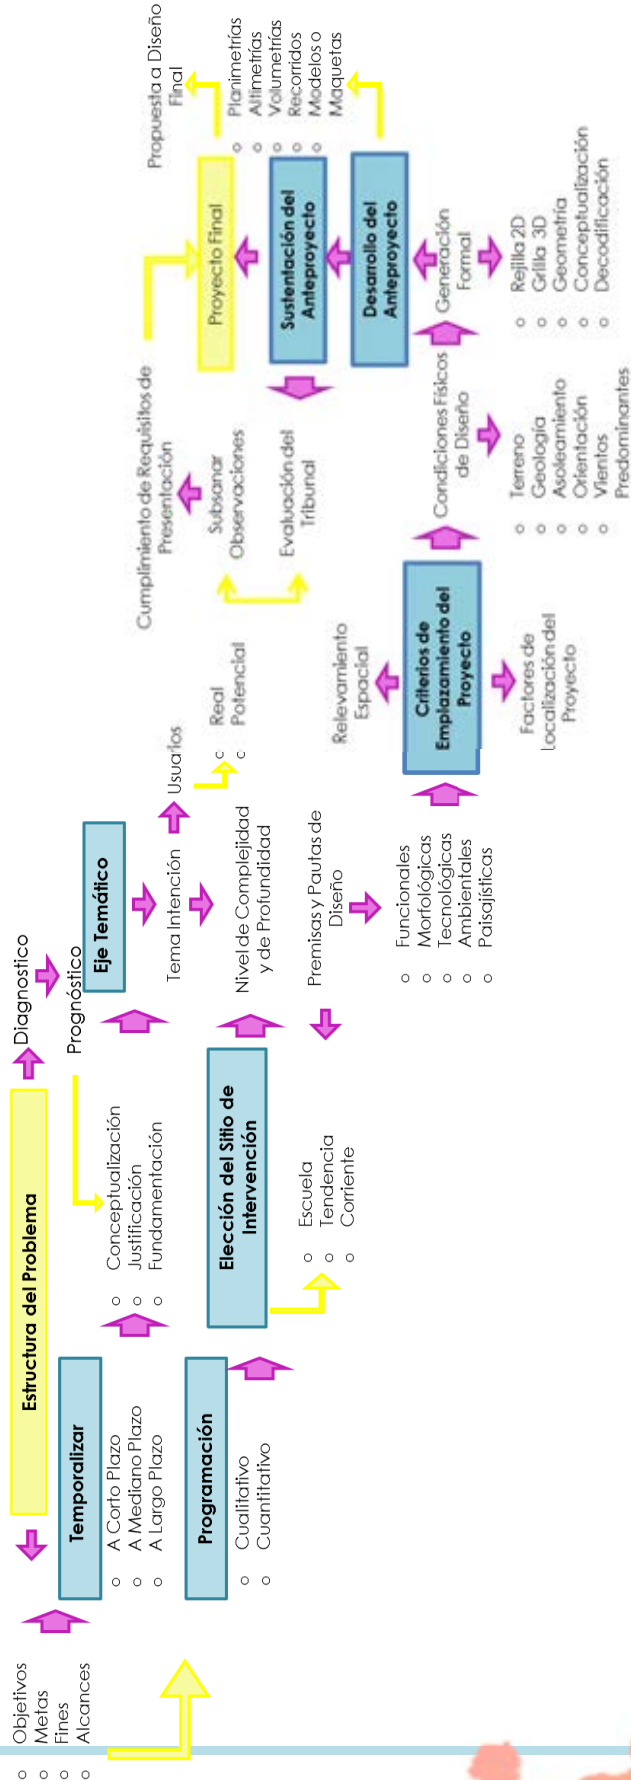 Estructura del Problema
Diagnostico
Prognóstico
○ Objetivos
○ Metas
○ Fines
○ Alcances
Temporalizar
○ A Corto Plazo
○ A Mediano Plazo
○ A Largo Plazo
○ Conceptualización
○ Justificación
○ Fundamentación
Eje Temático
Tema Intención
Usuarios
○ Real
○ Potencial
Programación
○ Cualitativo
○ Cuantitativo
Elección del Sitio de
Intervención
○ Escuela
○ Tendencia
○ Corriente
Nivel de Complejidad
y de Profundidad
Premisas y Pautas de
Diseño
○ Funcionales
○ Morfológicas
○ Tecnológicas
○ Ambientales
○ Paisajísticas
Relevamiento
Espacial
Criterios de
Emplazamiento del
Proyecto
Factores de
Localización del
Proyecto
Condiciones Físicos
de Diseño
○ Terreno
○ Geología
○ Asoleamiento
○ Orientación
○ Vientos
Predominantes
Generación
Formal
○ Rejilla 2D
○ Grilla 3D
○ Geometría
○ Conceptualización
○ Decodificación
Desarrollo del
Anteproyecto
○ Planimetrías
○ Altimetrías
○ Volumetrías
○ Recorridos
○ Modelos o
Maquetas
Sustentación del
Anteproyecto
Evaluación del
Tribunal
Subsanar
Observaciones
Cumplimiento de Requisitos de
Presentación
Proyecto Final
Propuesta a Diseño
Final